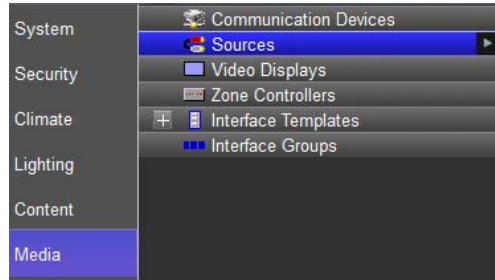 System
Security
Climate
Lighting
Content
Media
Communication Devices
Sources
Video Displays
Zone Controllers
Interface Templates
Interface Groups